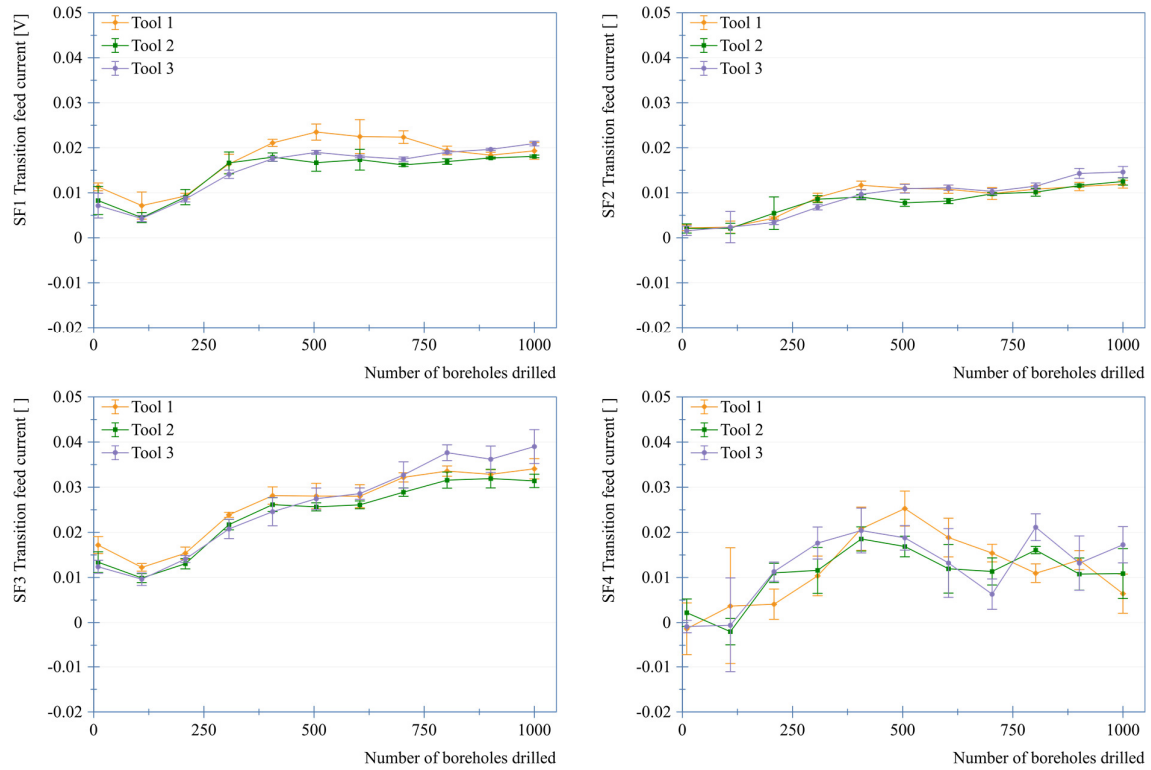 SF1 Transition feed current [V]
0.05
0.04
0.03
0.02
0.01
0
-0.01
-0.02
Tool 1
Tool 2
Tool 3
0 250 500 750 1000
Number of boreholes drilled
SF2 Transition feed current [ ]
0.05
0.04
0.03
0.02
0.01
0
-0.01
-0.02
Tool 1
Tool 2
Tool 3
0 250 500 750 1000
Number of boreholes drilled
SF3 Transition feed current [ ]
0.05
0.04
0.03
0.02
0.01
0
-0.01
-0.02
Tool 1
Tool 2
Tool 3
0 250 500 750 1000
Number of boreholes drilled
SF4 Transition feed current [ ]
0.05
0.04
0.03
0.02
0.01
0
-0.01
-0.02
Tool 1
Tool 2
Tool 3
0 250 500 750 1000
Number of boreholes drilled